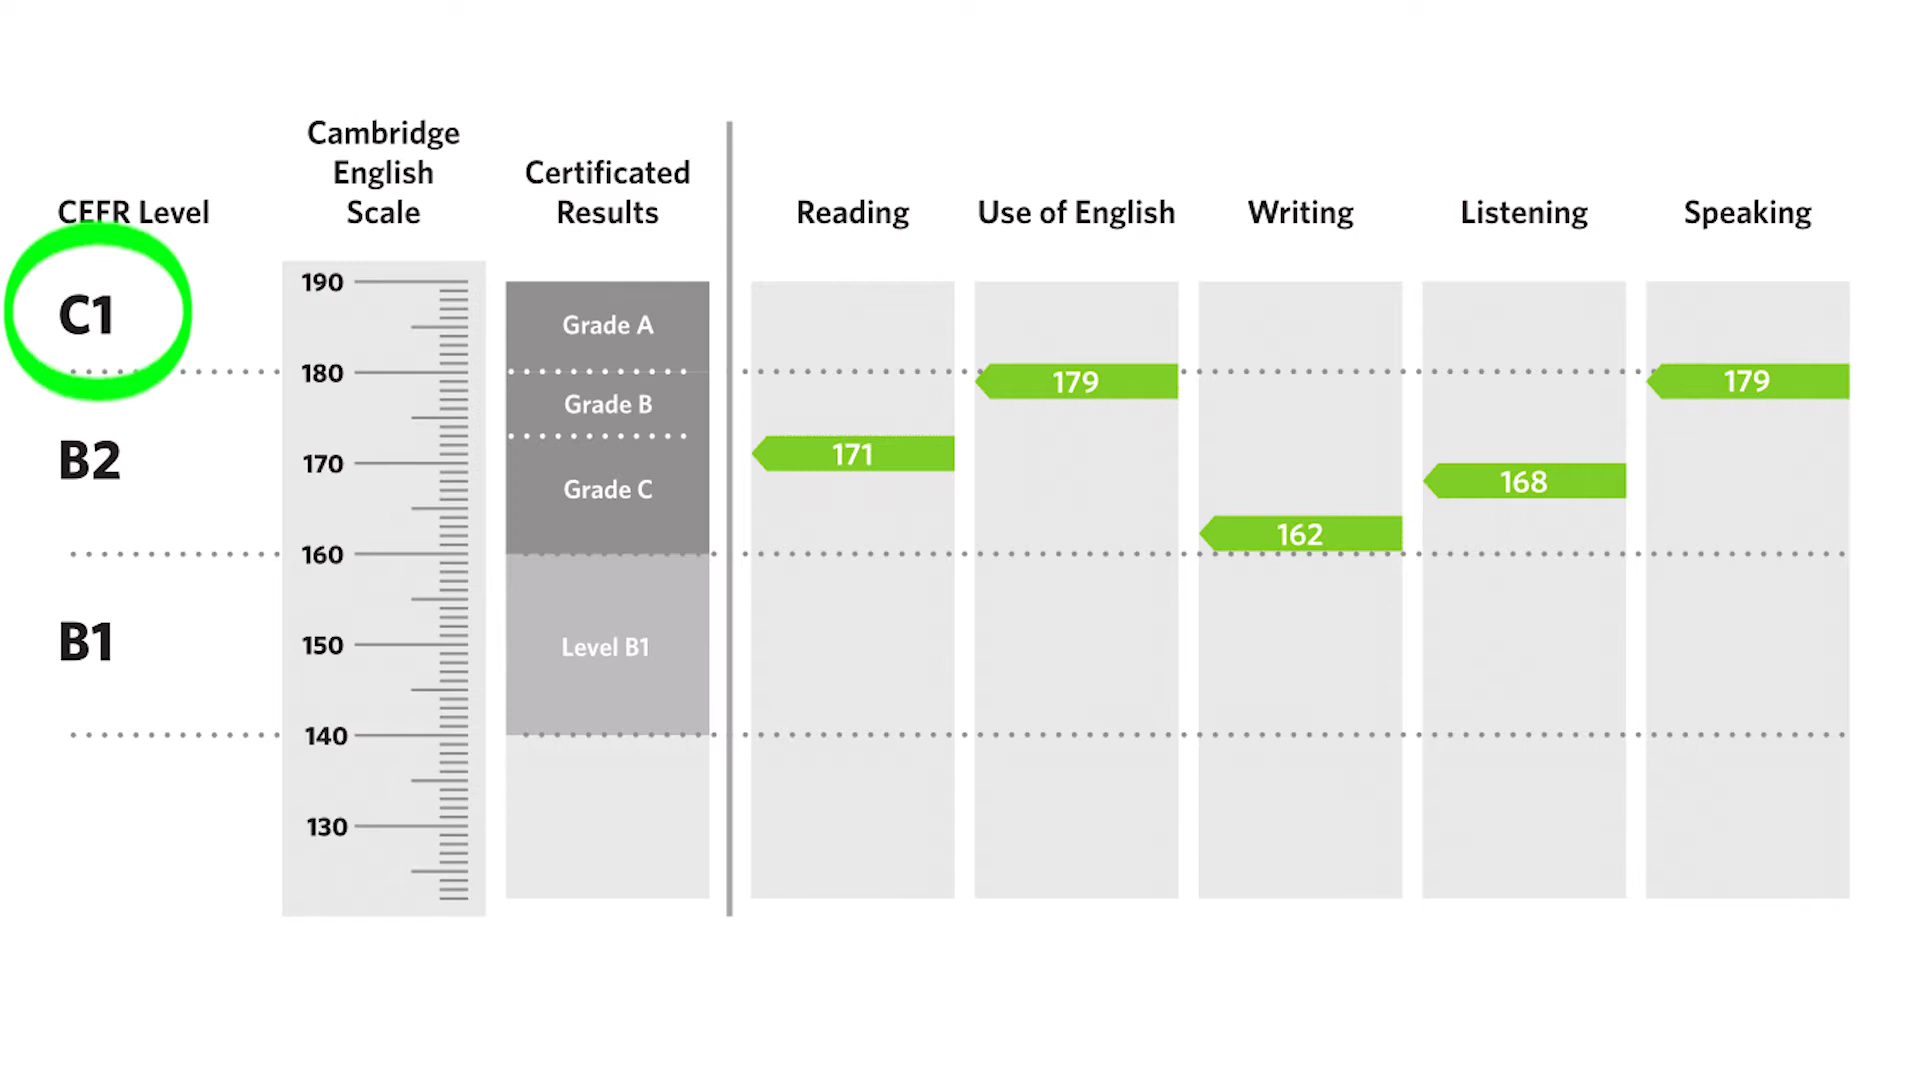 CEFR Level
Cambridge
English
Scale
Certificated
Results
Reading
Use of English
Writing
Listening
Speaking
C1
B2
B1
190
180
170
160
150
140
130
Grade A
Grade B
Grade C
Level B1
171
179
162
168
179